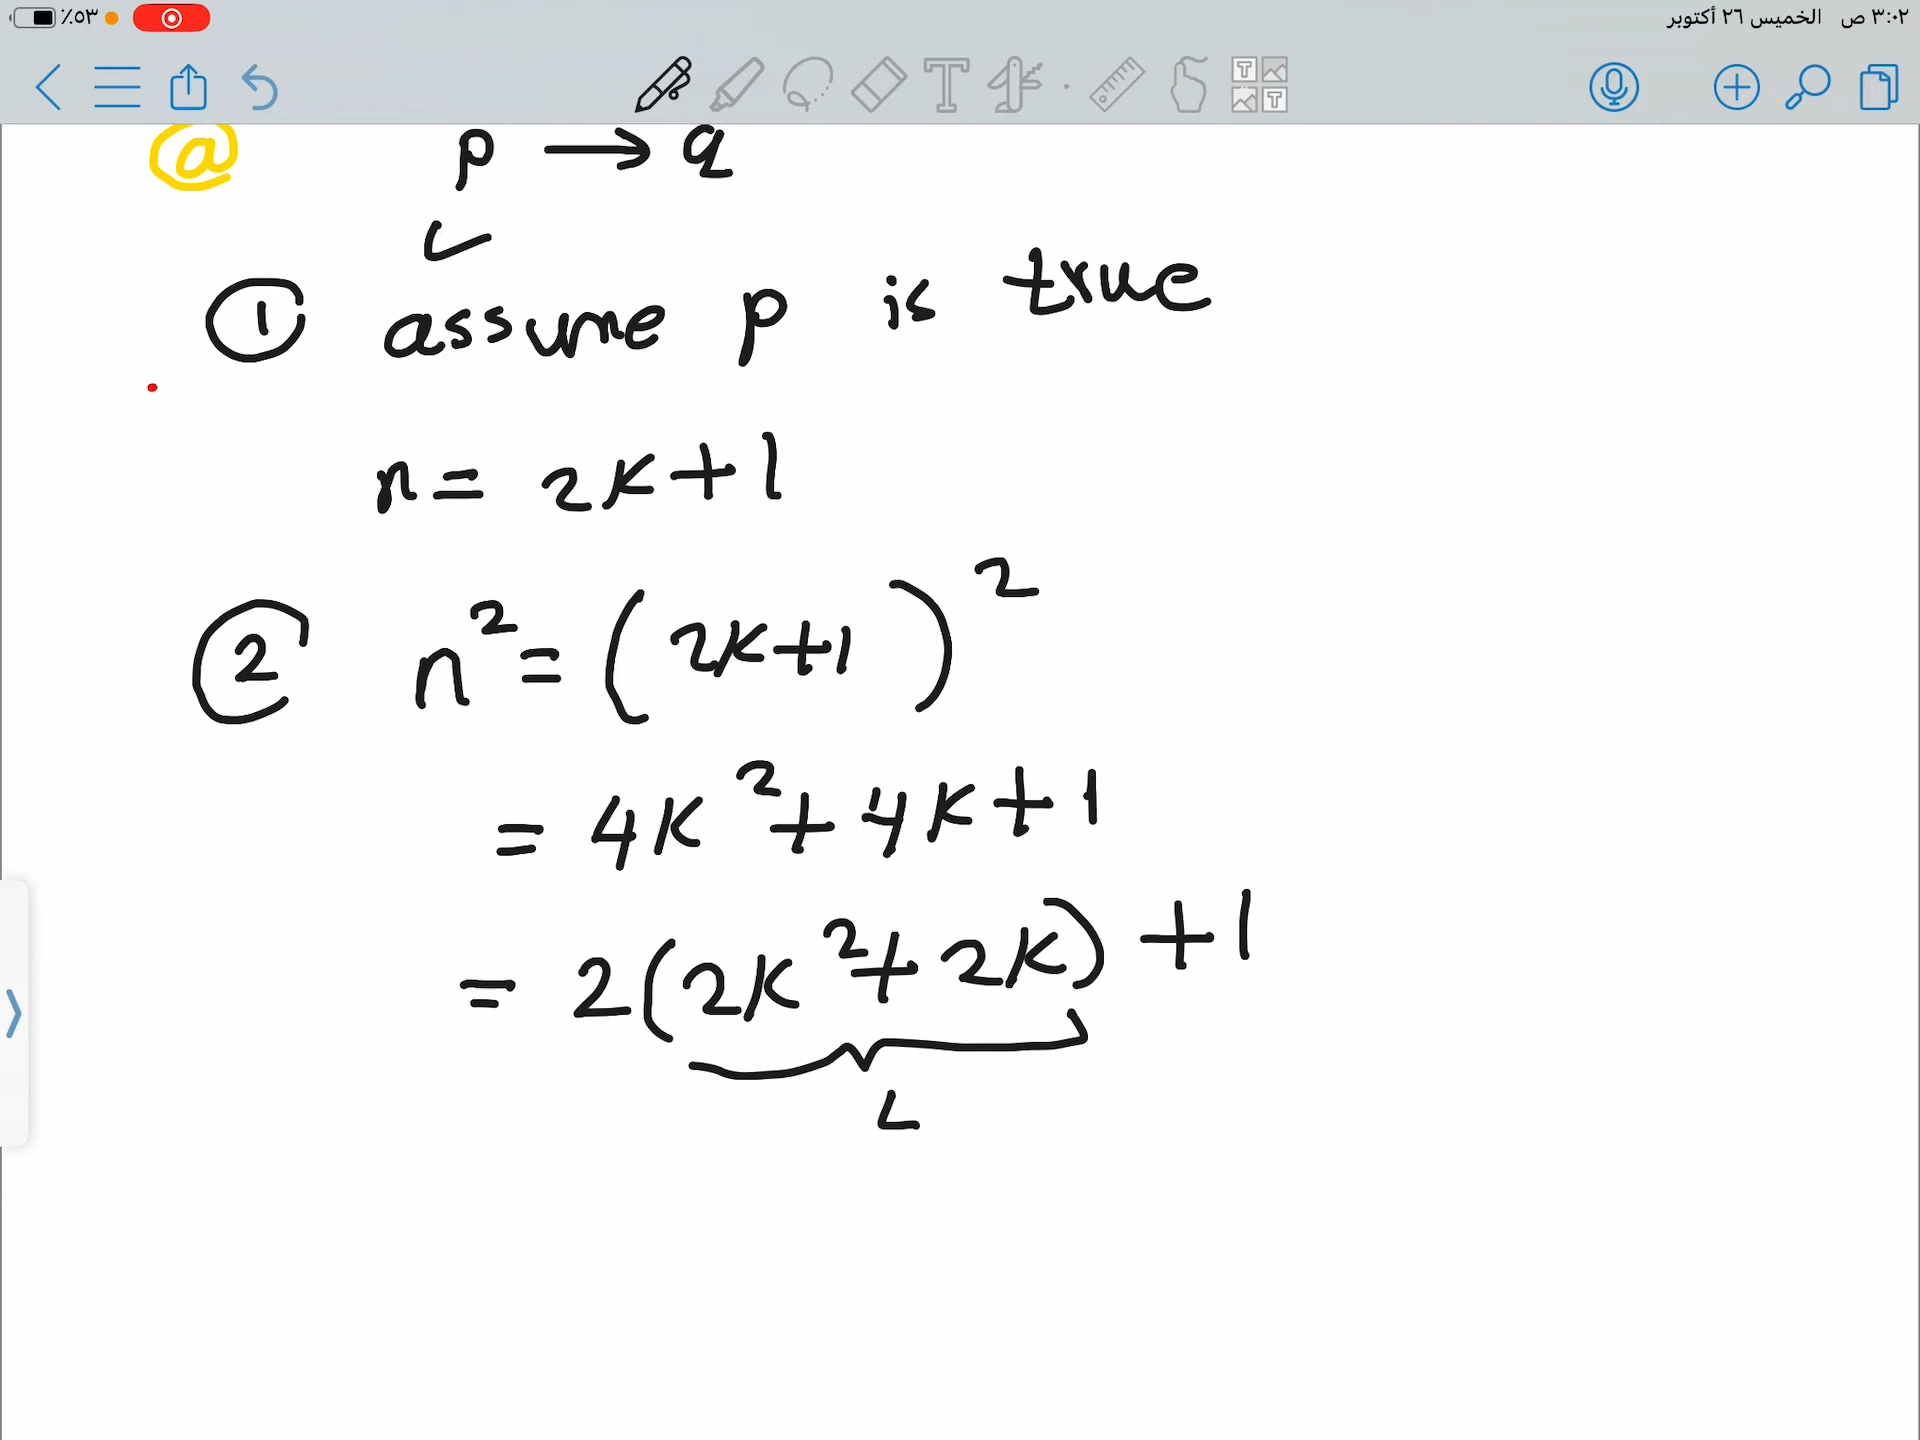 ٪٥٣
٣:٠٢ ص الخميس ٢٦ أكتوبر
T
T
T
@ p → q
① assume p is true
n = 2k+1
② n² = (2k+1)²
= 4k² + 4k + 1
= 2(2k² + 2k) + 1
L